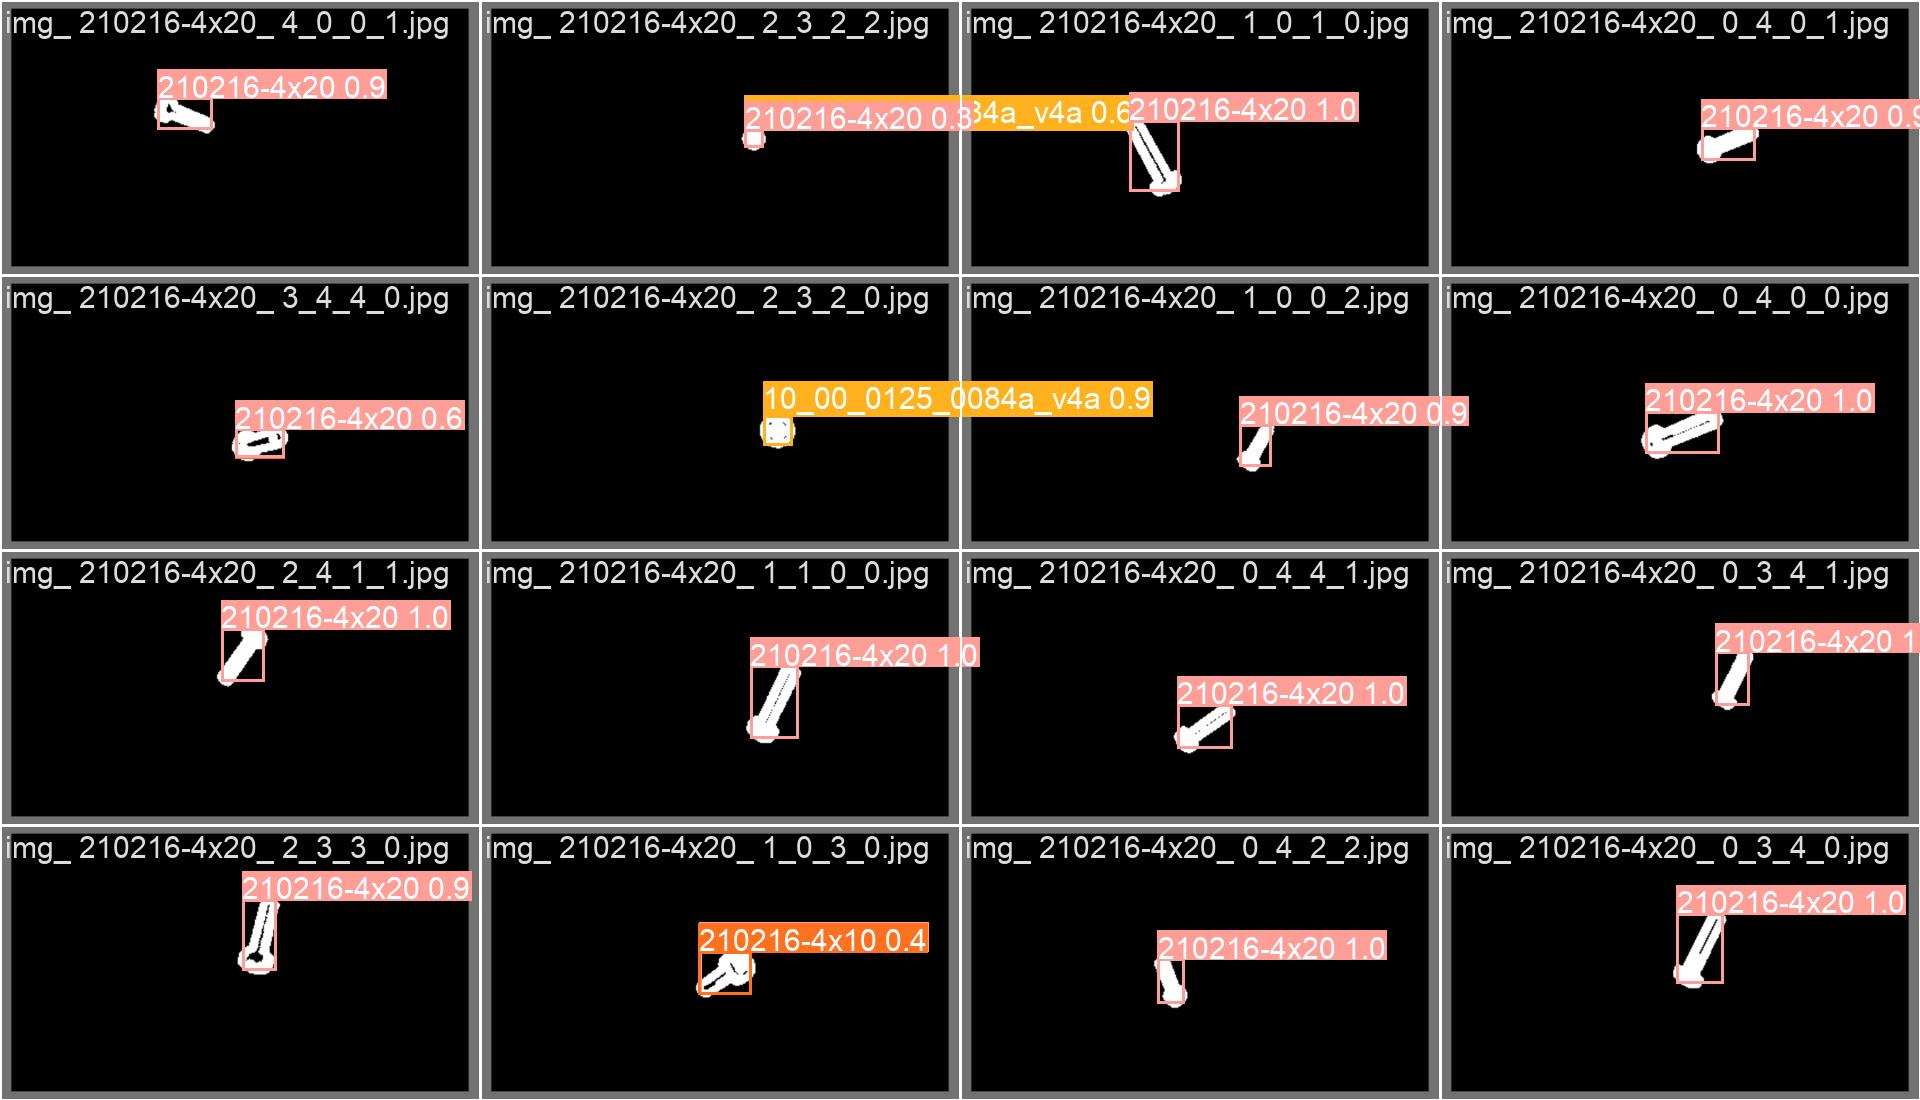 img_ 210216-4x20_ 4_0_0_1.jpg
210216-4x20 0.9
img_ 210216-4x20_ 2_3_2_2.jpg
210216-4x20 0.3
84a_v4a 0.6
img_ 210216-4x20_ 1_0_1_0.jpg
210216-4x20 1.0
img_ 210216-4x20_ 0_4_0_1.jpg
210216-4x20 0.9
img_ 210216-4x20_ 3_4_4_0.jpg
210216-4x20 0.6
img_ 210216-4x20_ 2_3_2_0.jpg
10_00_0125_0084a_v4a 0.9
img_ 210216-4x20_ 1_0_0_2.jpg
210216-4x20 0.9
img_ 210216-4x20_ 0_4_0_0.jpg
210216-4x20 1.0
img_ 210216-4x20_ 2_4_1_1.jpg
210216-4x20 1.0
img_ 210216-4x20_ 1_1_0_0.jpg
210216-4x20 1.0
img_ 210216-4x20_ 0_4_4_1.jpg
210216-4x20 1.0
img_ 210216-4x20_ 0_3_4_1.jpg
210216-4x20 1
img_ 210216-4x20_ 2_3_3_0.jpg
210216-4x20 0.9
img_ 210216-4x20_ 1_0_3_0.jpg
210216-4x10 0.4
img_ 210216-4x20_ 0_4_2_2.jpg
210216-4x20 1.0
img_ 210216-4x20_ 0_3_4_0.jpg
210216-4x20 1.0